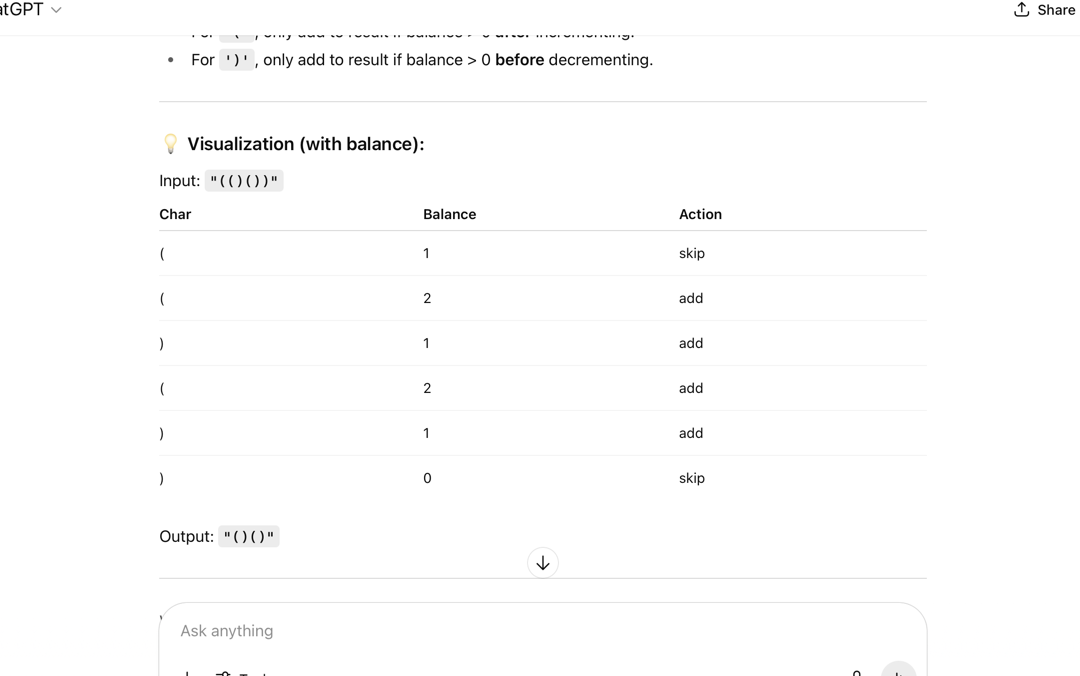 atGPT
Share
For '(', only add to result if balance > 0 after incrementing.
For ')', only add to result if balance > 0 before decrementing.
💡 Visualization (with balance):
Input: "(()())"
Char Balance Action
( 1 skip
( 2 add
) 1 add
( 2 add
) 1 add
) 0 skip
Output: "()()"
Ask anything